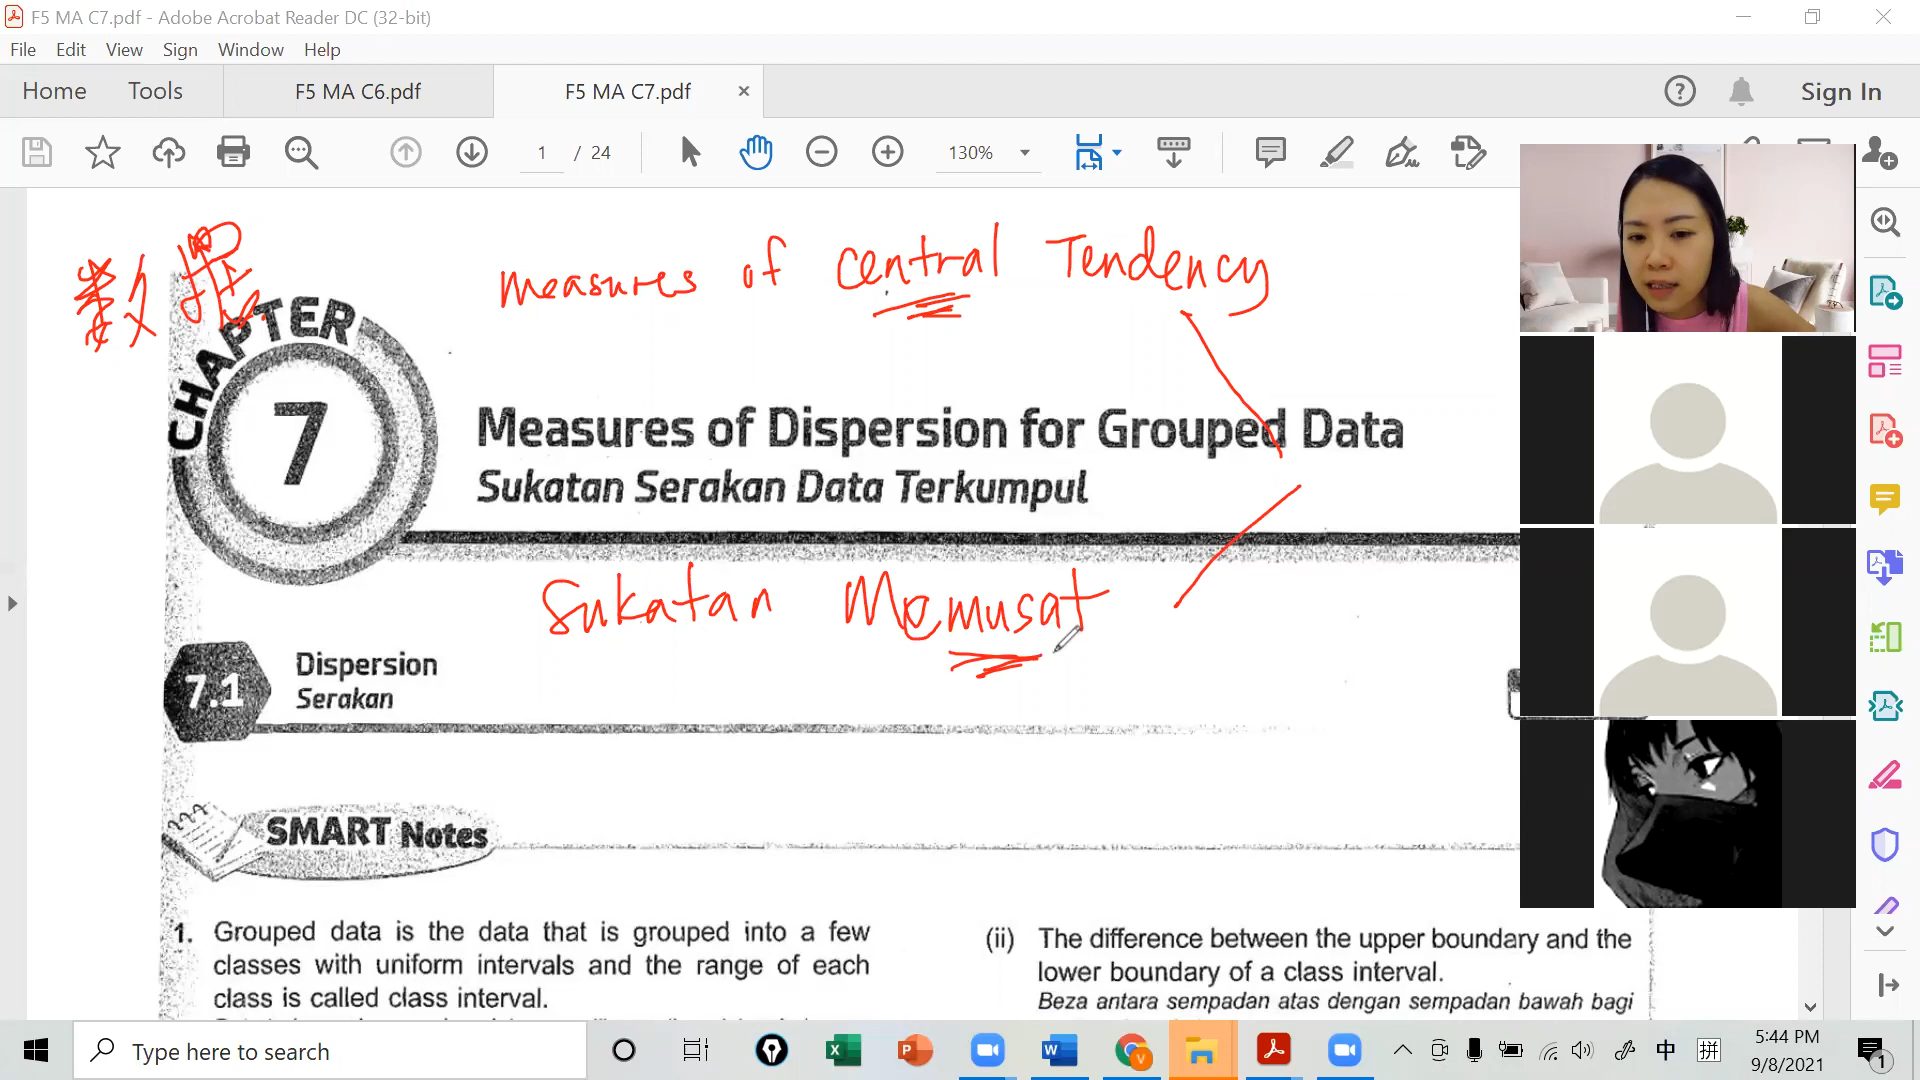 F5 MA C7.pdf - Adobe Acrobat Reader DC (32-bit)
File Edit View Sign Window Help
Home Tools F5 MA C6.pdf F5 MA C7.pdf × Sign In
1 / 24 130%
数据
measures of central Tendency
CHAPTER
7
Measures of Dispersion for Grouped Data
Sukatan Serakan Data Terkumpul
Sukatan Memusat
7.1
Dispersion
Serakan
SMART Notes
1. Grouped data is the data that is grouped into a few
classes with uniform intervals and the range of each
class is called class interval.
(ii) The difference between the upper boundary and the
lower boundary of a class interval.
Beza antara sempadan atas dengan sempadan bawah bagi
Type here to search
中 拼
5:44 PM
9/8/2021
1